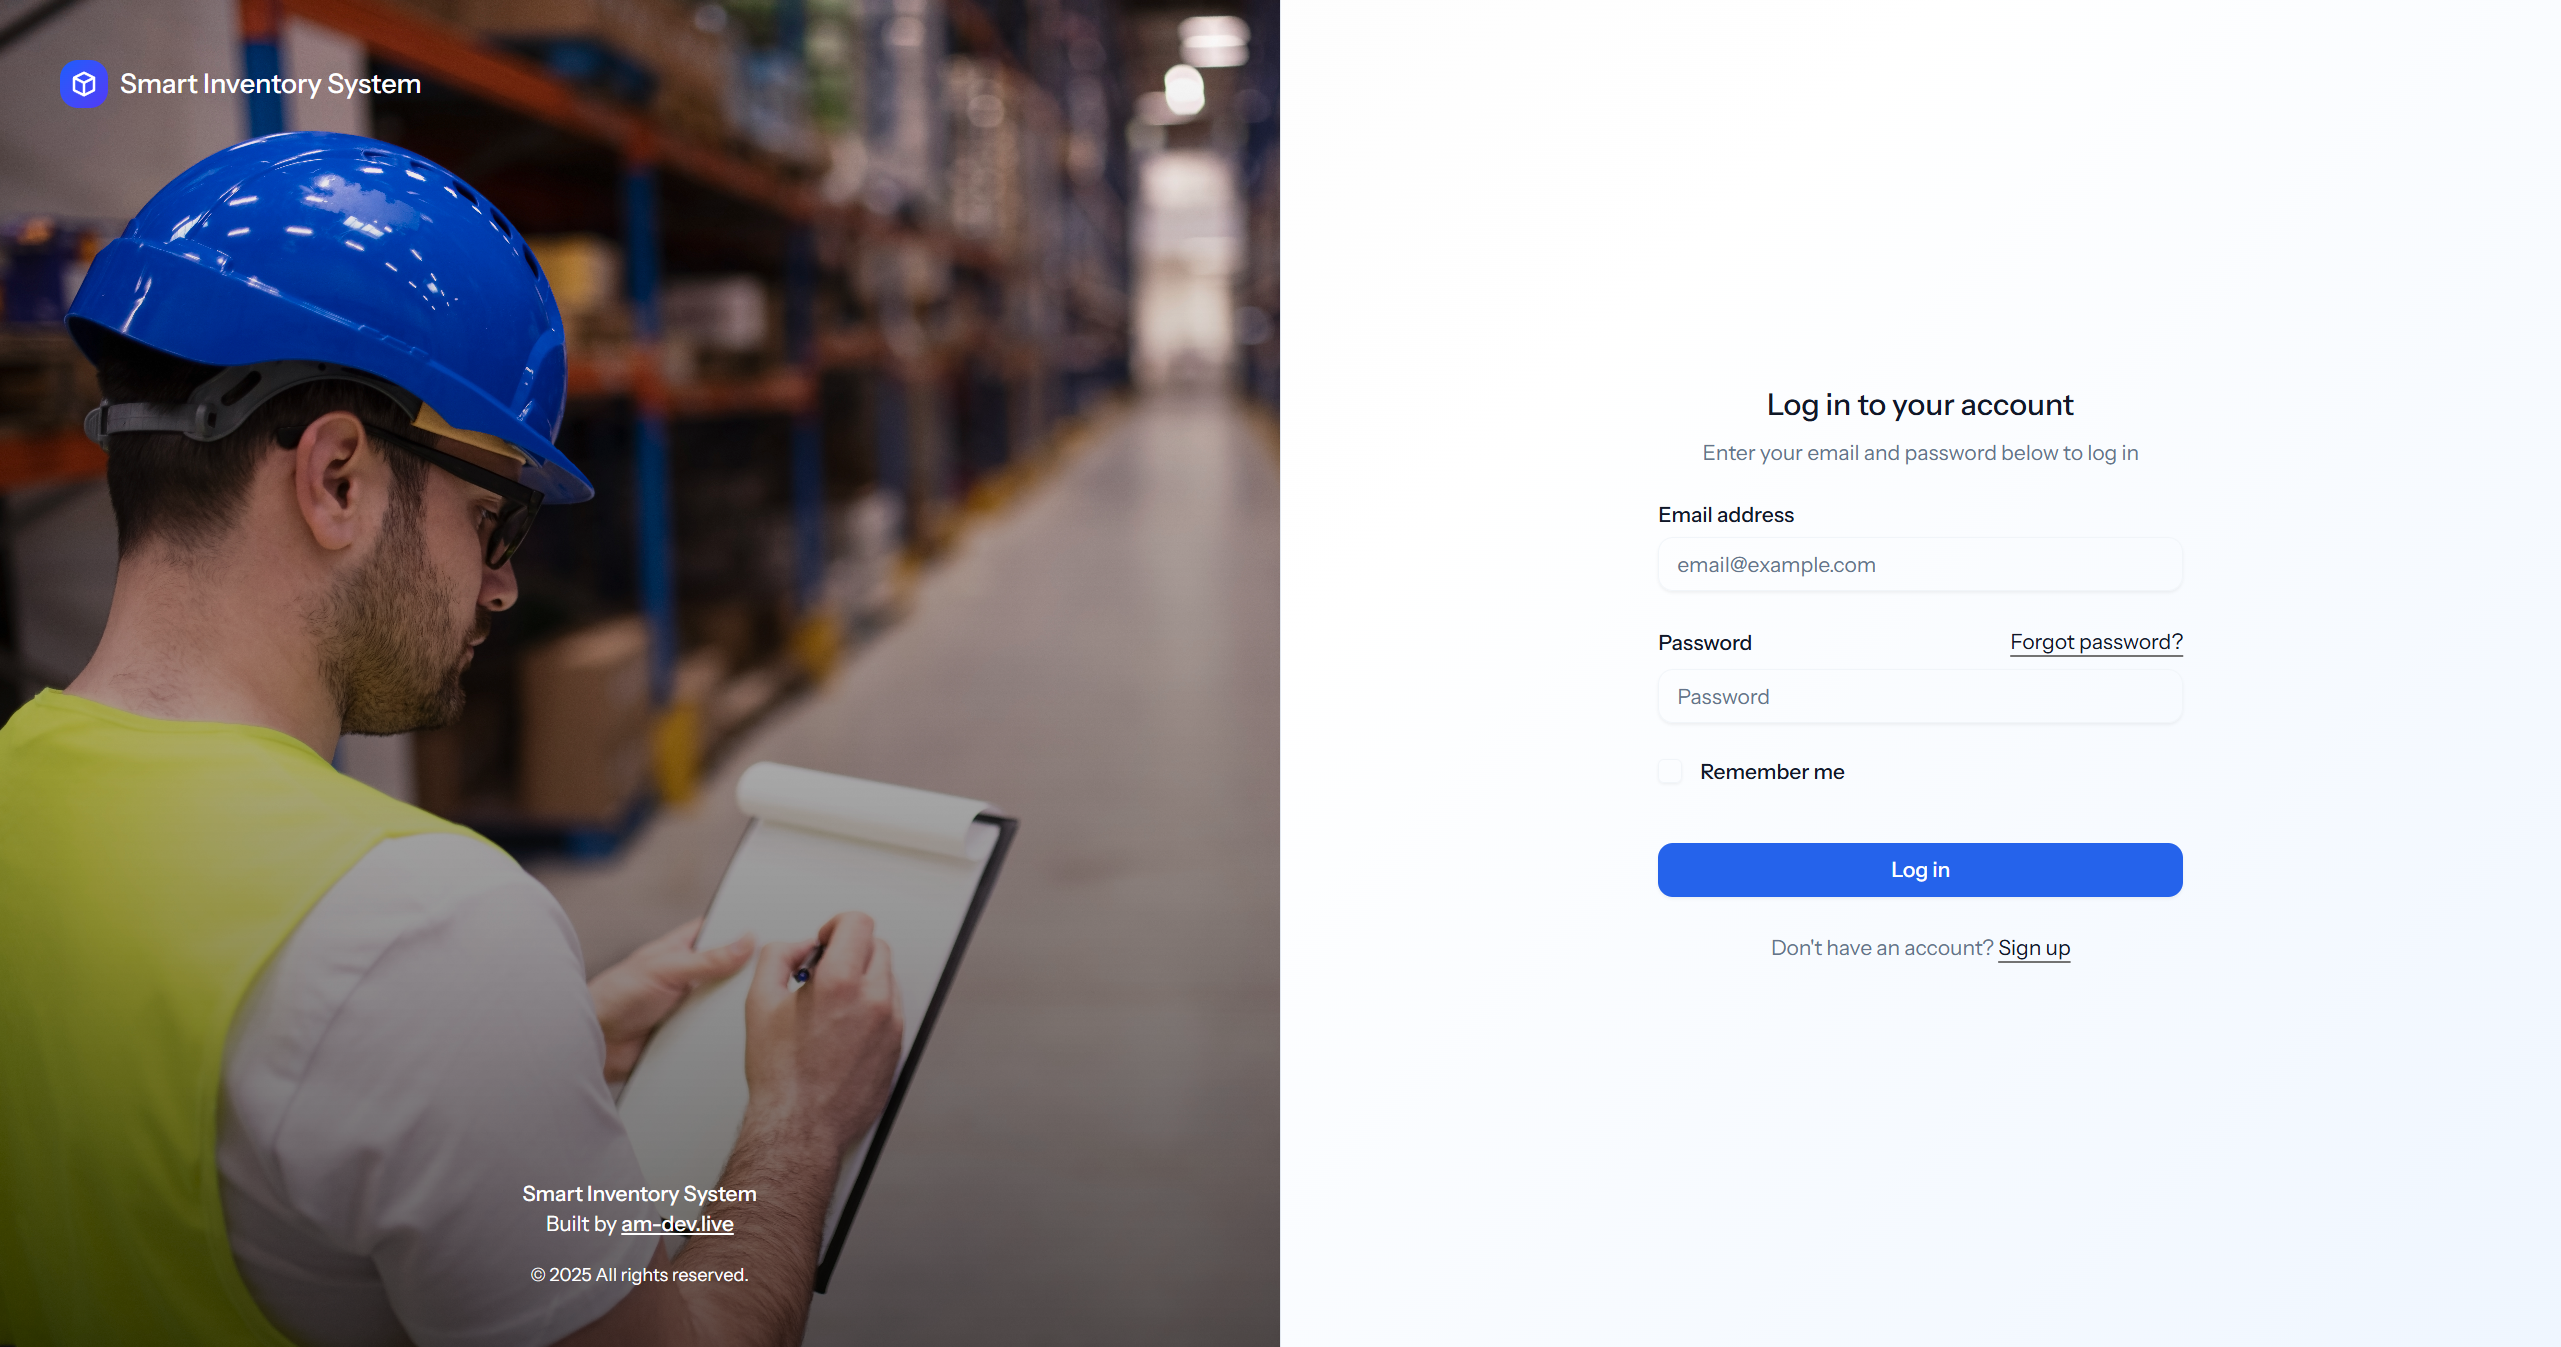 Smart Inventory System
Smart Inventory System
Built by am-dev.live
© 2025 All rights reserved.
Log in to your account
Enter your email and password below to log in
Email address
email@example.com
Password
Forgot password?
Password
Remember me
Log in
Don't have an account? Sign up